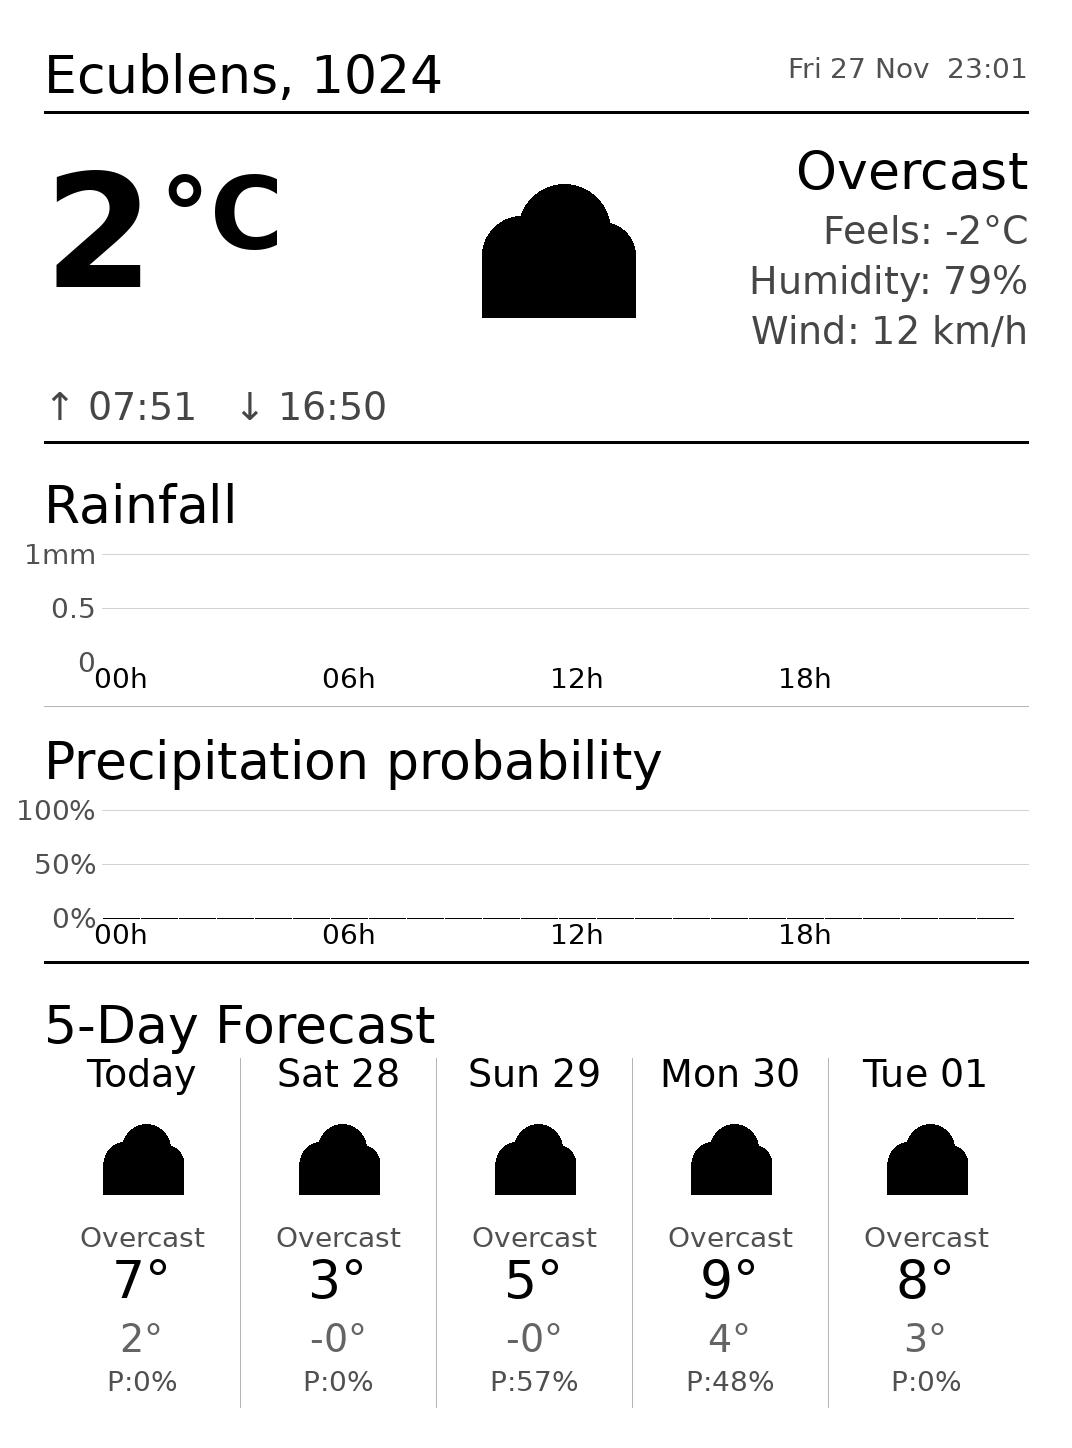 Ecublens, 1024
Fri 27 Nov  23:01
2°C
Overcast
Feels: -2°C
Humidity: 79%
Wind: 12 km/h
↑ 07:51   ↓ 16:50
Rainfall
1mm
0.5
0
00h 06h 12h 18h
Precipitation probability
100%
50%
0%
00h 06h 12h 18h
5-Day Forecast
Today Sat 28 Sun 29 Mon 30 Tue 01
Overcast Overcast Overcast Overcast Overcast
7° 3° 5° 9° 8°
2° -0° -0° 4° 3°
P:0% P:0% P:57% P:48% P:0%